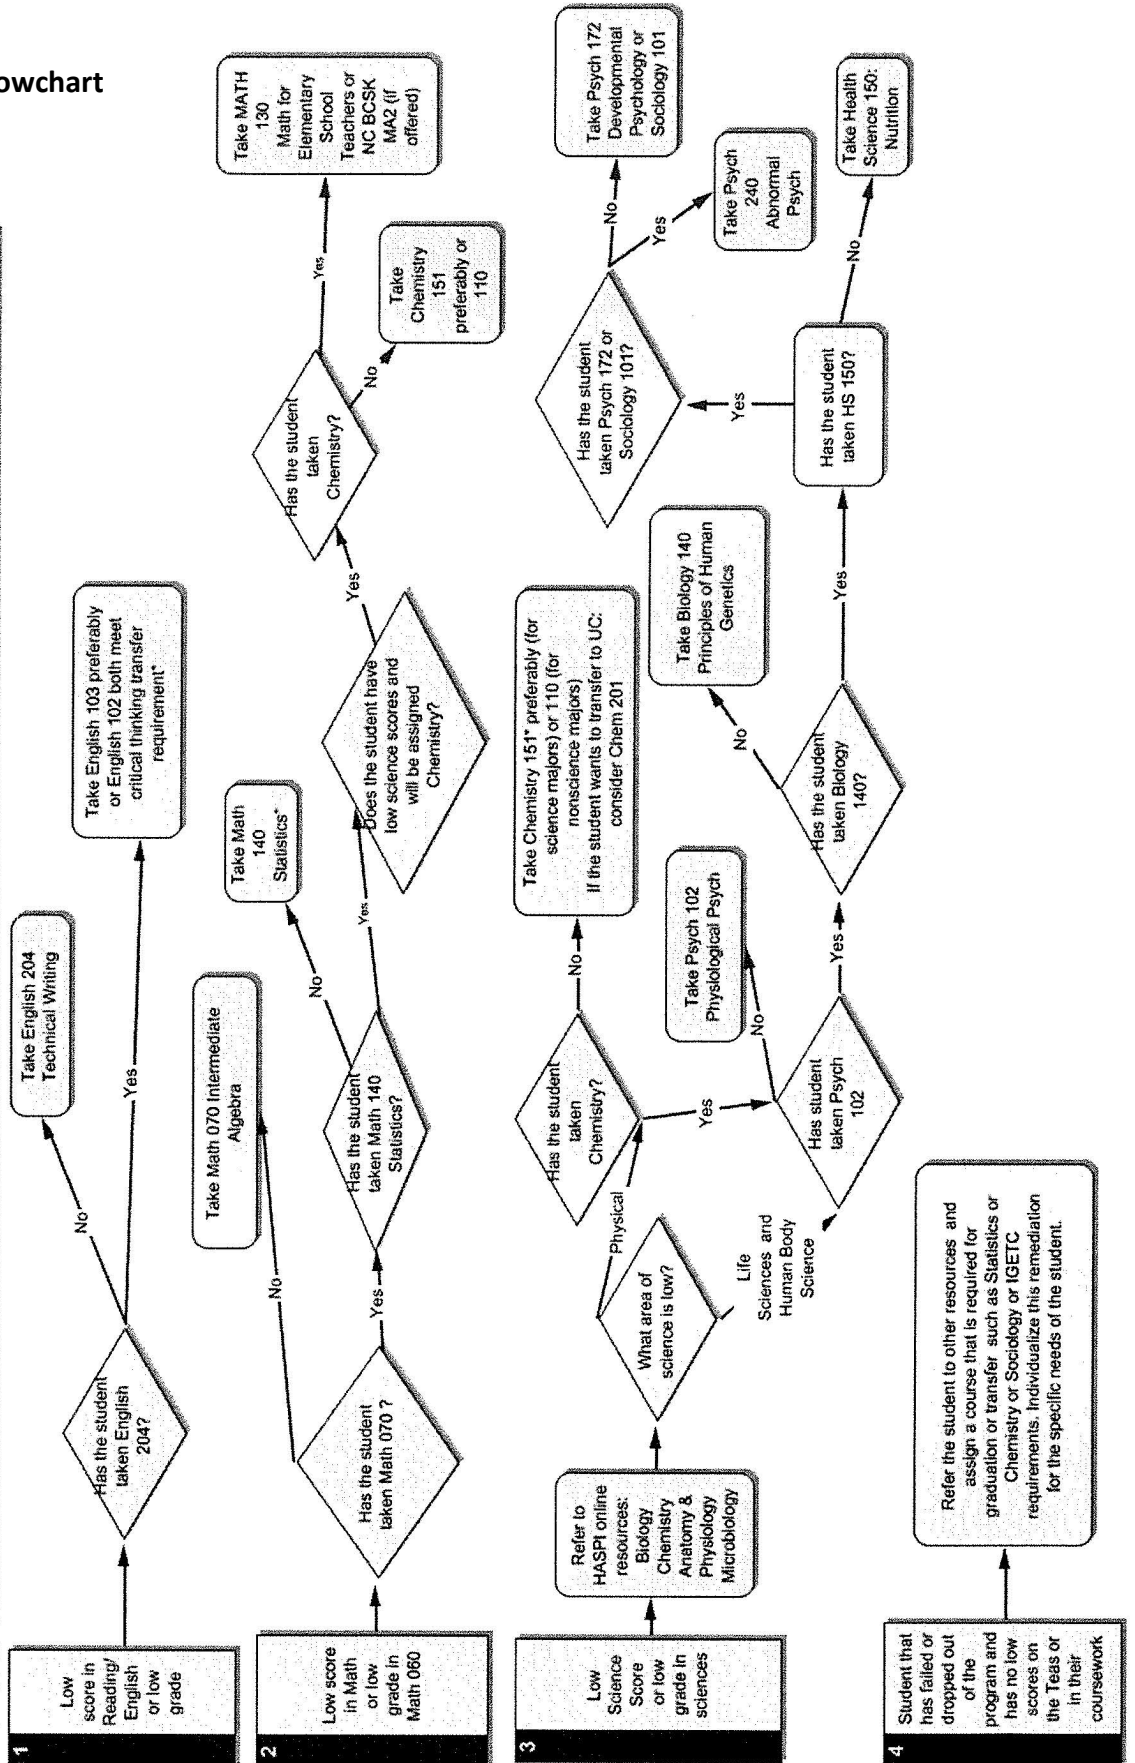 owchart
1
Low
score in
Reading/
English
or low
grade
Has the student
taken English
204?
No
Take English 204
Technical Writing
Yes
Take English 103 preferably
or English 102 both meet
critical thinking transfer
requirement*
2
Low score
in Math
or low
grade in
Math 060
Has the student
taken Math 070 ?
No
Take Math 070 Intermediate
Algebra
Yes
Has the student
taken Math 140
Statistics?
No
Take Math
140
Statistics*
Yes
Does the student have
low science scores and
will be assigned
Chemistry?
Yes
Has the student
taken
Chemistry?
Yes
Take MATH
130
Math for
Elementary
School
Teachers or
NC BCSK
MA2 (if
offered)
No
Take
Chemistry
151
preferably or
110
3
Low
Science
Score
or low
grade in
sciences
Refer to
HASPI online
resources:
Biology
Chemistry
Anatomy &
Physiology
Microbiology
What area of
science is low?
Physical
Has the student
taken
Chemistry?
No
Take Chemistry 151* preferably (for
science majors) or 110 (for
nonscience majors)
If the student wants to transfer to UC:
consider Chem 201
Yes
Life
Sciences and
Human Body
Science
Has student
taken Psych
102
No
Take Psych 102
Physiological Psych
Yes
Has the student
taken Biology
140?
No
Take Biology 140
Principles of Human
Genetics
Yes
Has the student
taken HS 150?
No
Take Health
Science 150:
Nutrition
Yes
Has the student
taken Psych 172 or
Sociology 101?
No
Take Psych 172
Developmental
Psychology or
Sociology 101
Yes
Take Psych
240
Abnormal
Psych
4
Student that
has failed or
dropped out
of the
program and
has no low
scores on
the Teas or
in their
coursework
Refer the student to other resources and
assign a course that is required for
graduation or transfer such as Statistics or
Chemistry or Sociology or IGETC
requirements. Individualize this remediation
for the specific needs of the student.